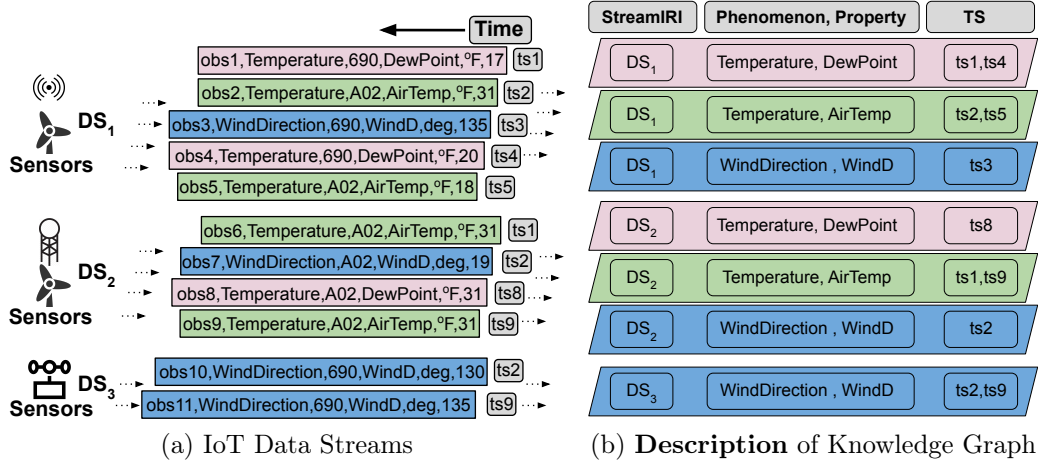 Time
obs1,Temperature,690,DewPoint,ºF,17 ts1
obs2,Temperature,A02,AirTemp,ºF,31 ts2
DS1 obs3,WindDirection,690,WindD,deg,135 ts3
Sensors obs4,Temperature,690,DewPoint,ºF,20 ts4
obs5,Temperature,A02,AirTemp,ºF,18 ts5
obs6,Temperature,A02,AirTemp,ºF,31 ts1
DS2 obs7,WindDirection,A02,WindD,deg,19 ts2
obs8,Temperature,A02,DewPoint,ºF,31 ts8
Sensors obs9,Temperature,A02,AirTemp,ºF,31 ts9
DS3 obs10,WindDirection,690,WindD,deg,130 ts2
Sensors obs11,WindDirection,690,WindD,deg,135 ts9
(a) IoT Data Streams
StreamIRI Phenomenon, Property TS
DS1 Temperature, DewPoint ts1,ts4
DS1 Temperature, AirTemp ts2,ts5
DS1 WindDirection , WindD ts3
DS2 Temperature, DewPoint ts8
DS2 Temperature, AirTemp ts1,ts9
DS2 WindDirection , WindD ts2
DS3 WindDirection , WindD ts2,ts9
(b) Description of Knowledge Graph